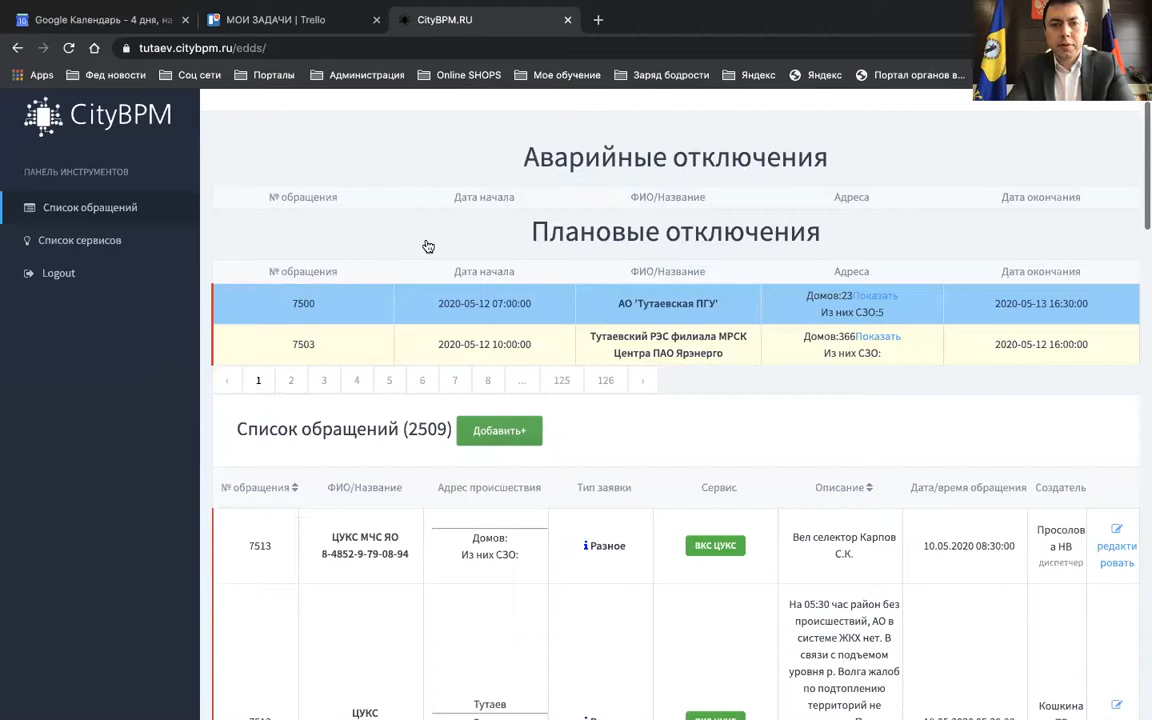 Google Календарь - 4 дня, на
МОИ ЗАДАЧИ | Trello
CityBPM.RU
tutaev.citybpm.ru/edds/
Apps
Фед новости
Соц сети
Порталы
Администрация
Online SHOPS
Мое обучение
Заряд бодрости
Яндекс
Яндекс
Портал органов в...
CityBPM
ПАНЕЛЬ ИНСТРУМЕНТОВ
Список обращений
Список сервисов
Logout
Аварийные отключения
№ обращения Дата начала ФИО/Название Адреса Дата окончания
Плановые отключения
№ обращения Дата начала ФИО/Название Адреса Дата окончания
7500 2020-05-12 07:00:00 АО 'Тутаевская ПГУ' Домов:23Показать 2020-05-13 16:30:00
Из них СЗО:5
7503 2020-05-12 10:00:00 Тутаевский РЭС филиала МРСК Домов:366Показать 2020-05-12 16:00:00
Центра ПАО Ярэнерго Из них СЗО:
‹ 1 2 3 4 5 6 7 8 ... 125 126 ›
Список обращений (2509) Добавить+
№ обращения ФИО/Название Адрес происшествия Тип заявки Сервис Описание Дата/время обращения Создатель
7513
ЦУКС МЧС ЯО
8-4852-9-79-08-94
Домов:
Из них СЗО:
Разное
ВКС ЦУКС
Вел селектор Карпов
С.К.
10.05.2020 08:30:00
Просолов
а НВ
диспетчер
редакти
ровать
ЦУКС
Тутаев
На 05:30 час район без
происшествий, АО в
системе ЖКХ нет. В
связи с подъемом
уровня р. Волга жалоб
по подтоплению
территорий не
Кошкина